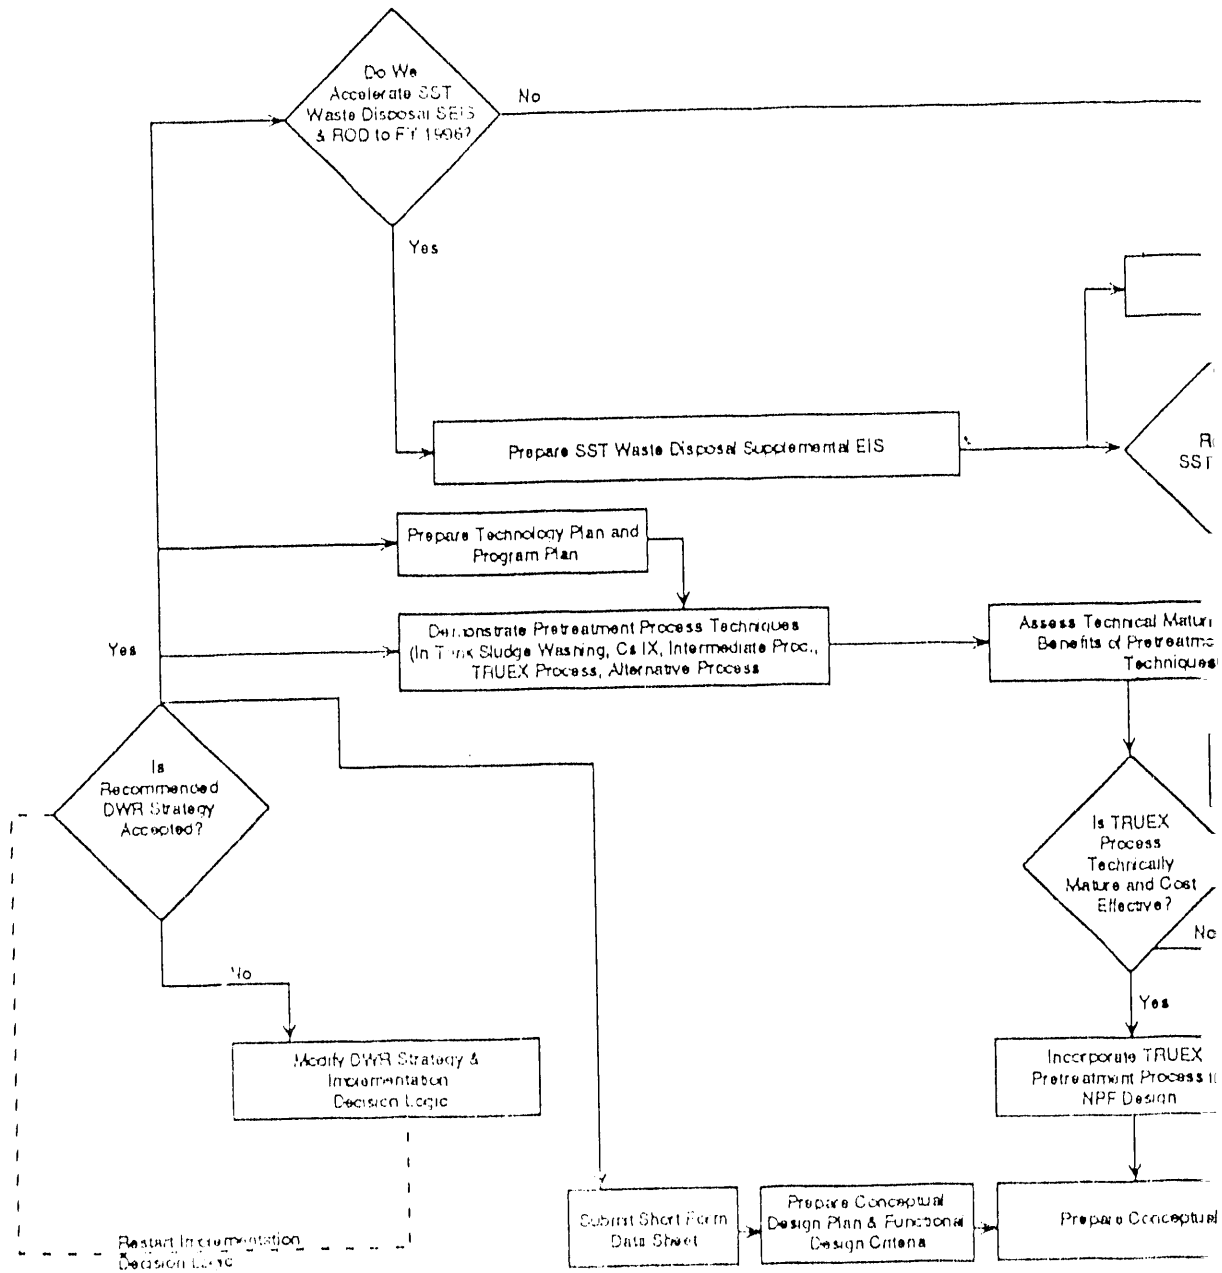 Do We
Accelerate SST
Waste Disposal SEIS
& ROD to FY 1996?
No
Yes
Prepare SST Waste Disposal Supplemental EIS
SST
Prepare Technology Plan and
Program Plan
Yes
Demonstrate Pretreatment Process Techniques
(In Tank Sludge Washing, Cs IX, Intermediate Proc.,
TRUEX Process, Alternative Process
Assess Technical Maturi
Benefits of Pretreatme
Techniques
Is
Recommended
DWR Strategy
Accepted?
Is TRUEX
Process
Technically
Mature and Cost
Effective?
No
No
Yes
Modify DWR Strategy &
Implementation
Decision Logic
Incorporate TRUEX
Pretreatment Process
NPF Design
Submit Short Form
Data Sheet
Prepare Conceptual
Design Plan & Functional
Design Criteria
Prepare Conceptual
Restart Implementation
Decision Logic